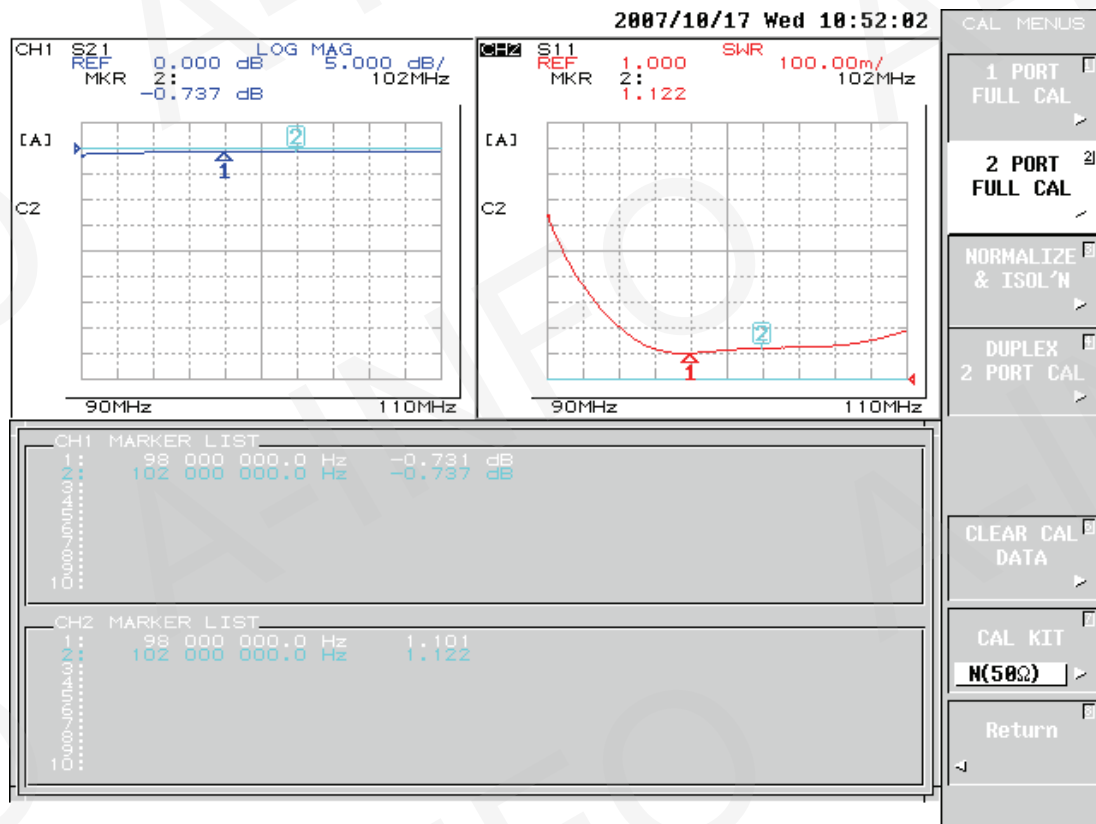 2007/10/17 Wed 10:52:02
CH1 S21 LOG MAG
REF 0.000 dB 5.000 dB/
MKR 2: 102MHz
-0.737 dB
[A]
C2
2
1
90MHz 110MHz
CH2 S11 SWR
REF 1.000 100.00m/
MKR 2: 102MHz
1.122
[A]
C2
2
1
90MHz 110MHz
CH1 MARKER LIST
1: 98 000 000.0 Hz -0.731 dB
2: 102 000 000.0 Hz -0.737 dB
3:
4:
5:
6:
7:
8:
9:
10:
CH2 MARKER LIST
1: 98 000 000.0 Hz 1.101
2: 102 000 000.0 Hz 1.122
3:
4:
5:
6:
7:
8:
9:
10:
CAL MENUS
1 PORT
FULL CAL
2 PORT 2
FULL CAL
NORMALIZE
& ISOL'N
DUPLEX
2 PORT CAL
CLEAR CAL
DATA
CAL KIT
N(50Ω)
Return
A-INFO